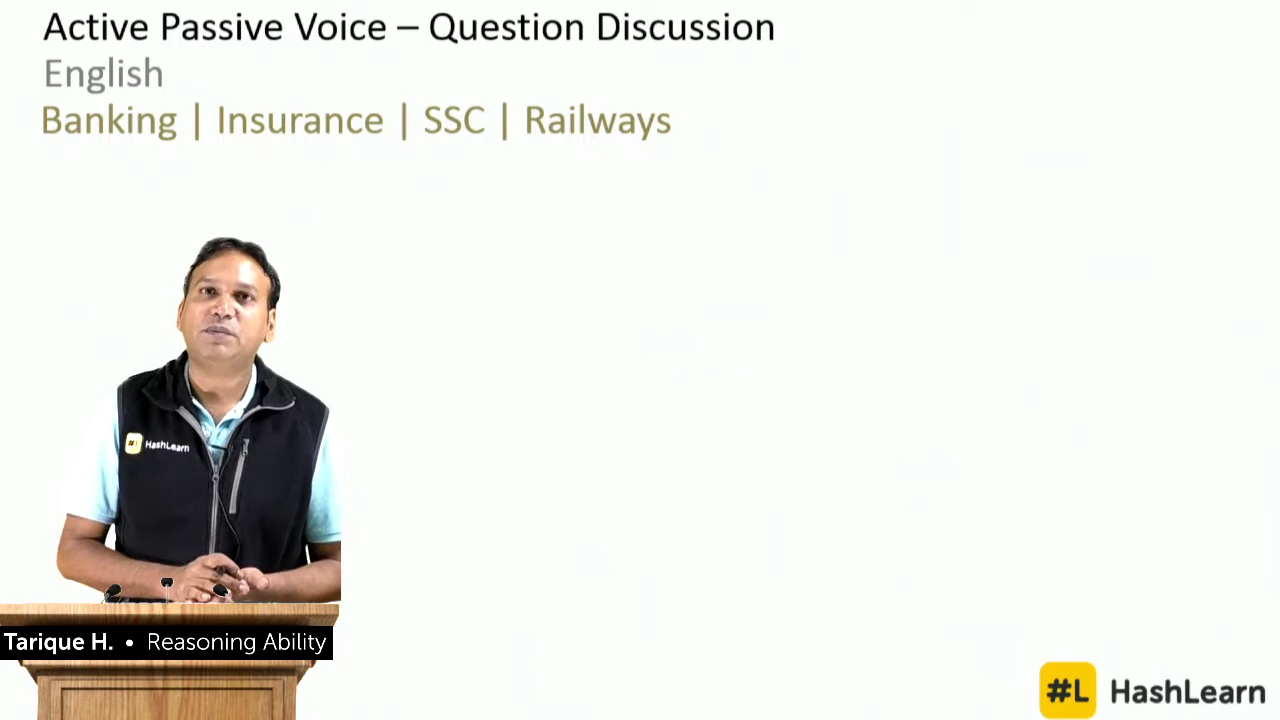 Active Passive Voice – Question Discussion
English
Banking | Insurance | SSC | Railways
#L HashLearn
Tarique H. • Reasoning Ability
#L HashLearn